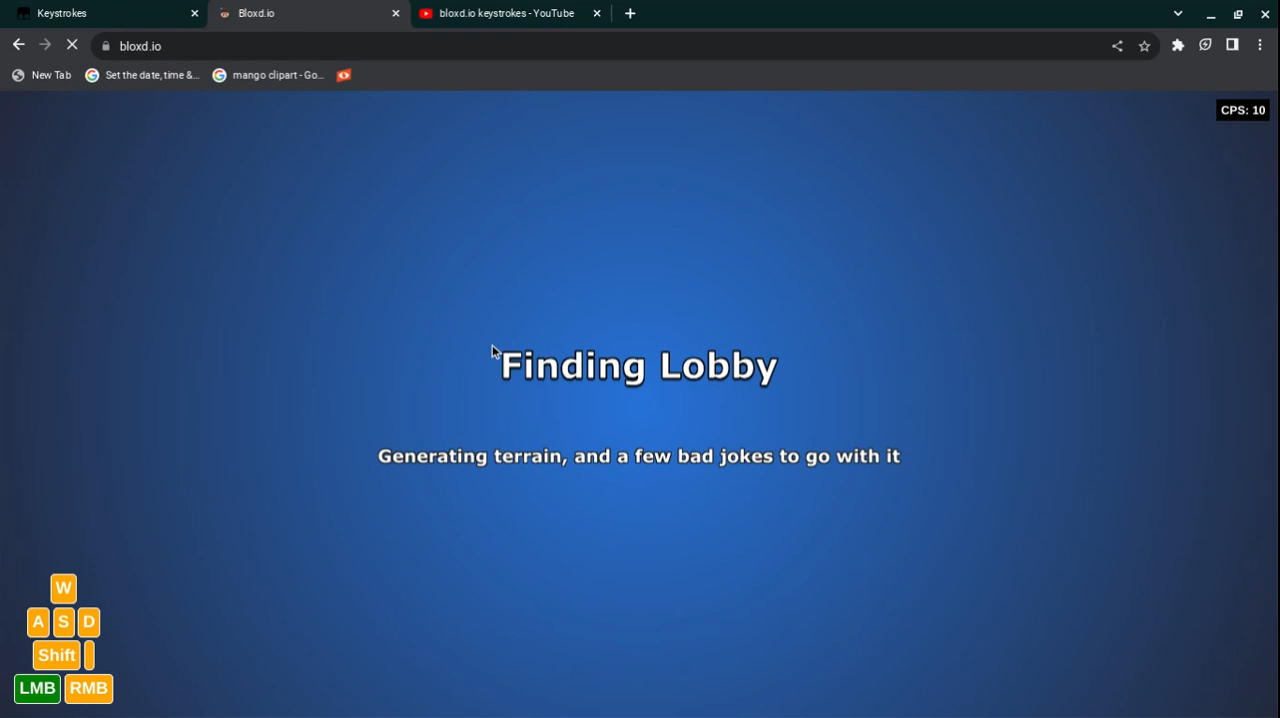 Keystrokes
Bloxd.io
bloxd.io keystrokes - YouTube
bloxd.io
New Tab
Set the date, time &...
mango clipart - Go...
CPS: 10
Finding Lobby
Generating terrain, and a few bad jokes to go with it
W
A S D
Shift
LMB RMB